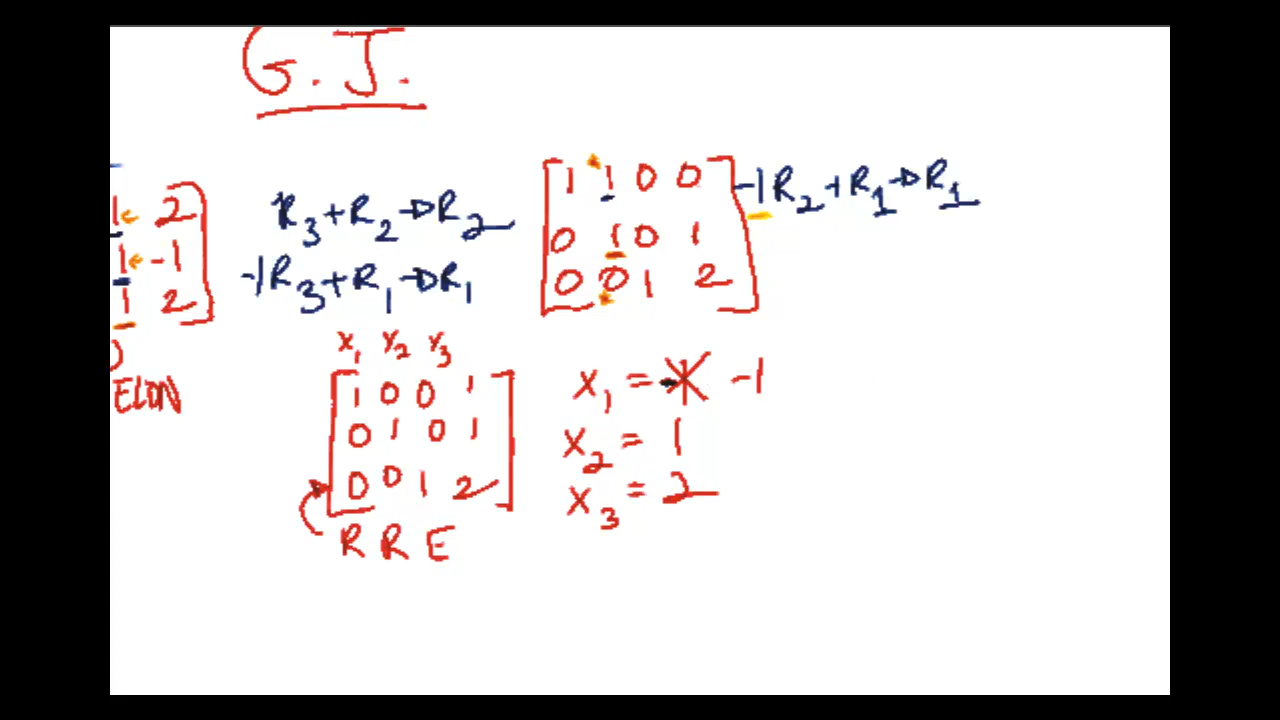 G.J.
1 2
1 -1
1 2
R3+R2→R2
-1R3+R1→R1
1 1 0 0
0 1 0 1
0 0 1 2
-1R2+R1→R1
x1 x2 x3
1 0 0 1
0 1 0 1
0 0 1 2
RRE
x1 = -1
x2 = 1
x3 = 2